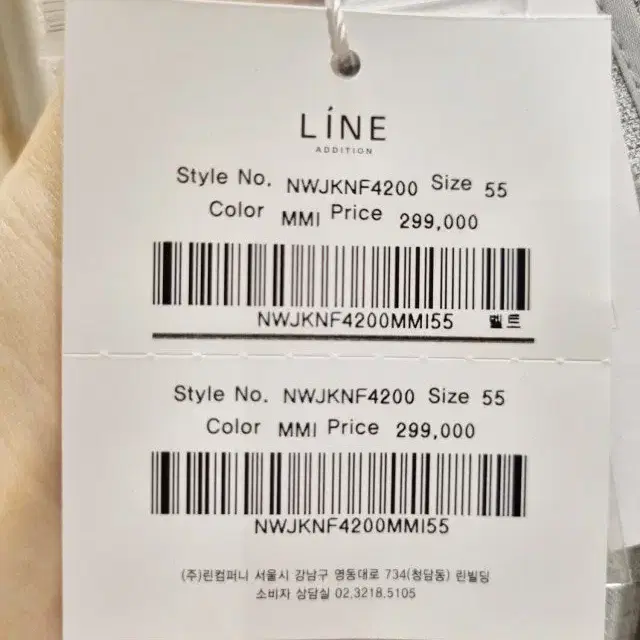 LÍNE
ADDITION
Style No. NWJKNF4200 Size 55
Color MMI Price 299,000
NWJKNF4200MMI55 벨트
Style No. NWJKNF4200 Size 55
Color MMI Price 299,000
NWJKNF4200MMI55
(주)린컴퍼니 서울시 강남구 영동대로 734(청담동) 린빌딩
소비자 상담실 02.3218.5105